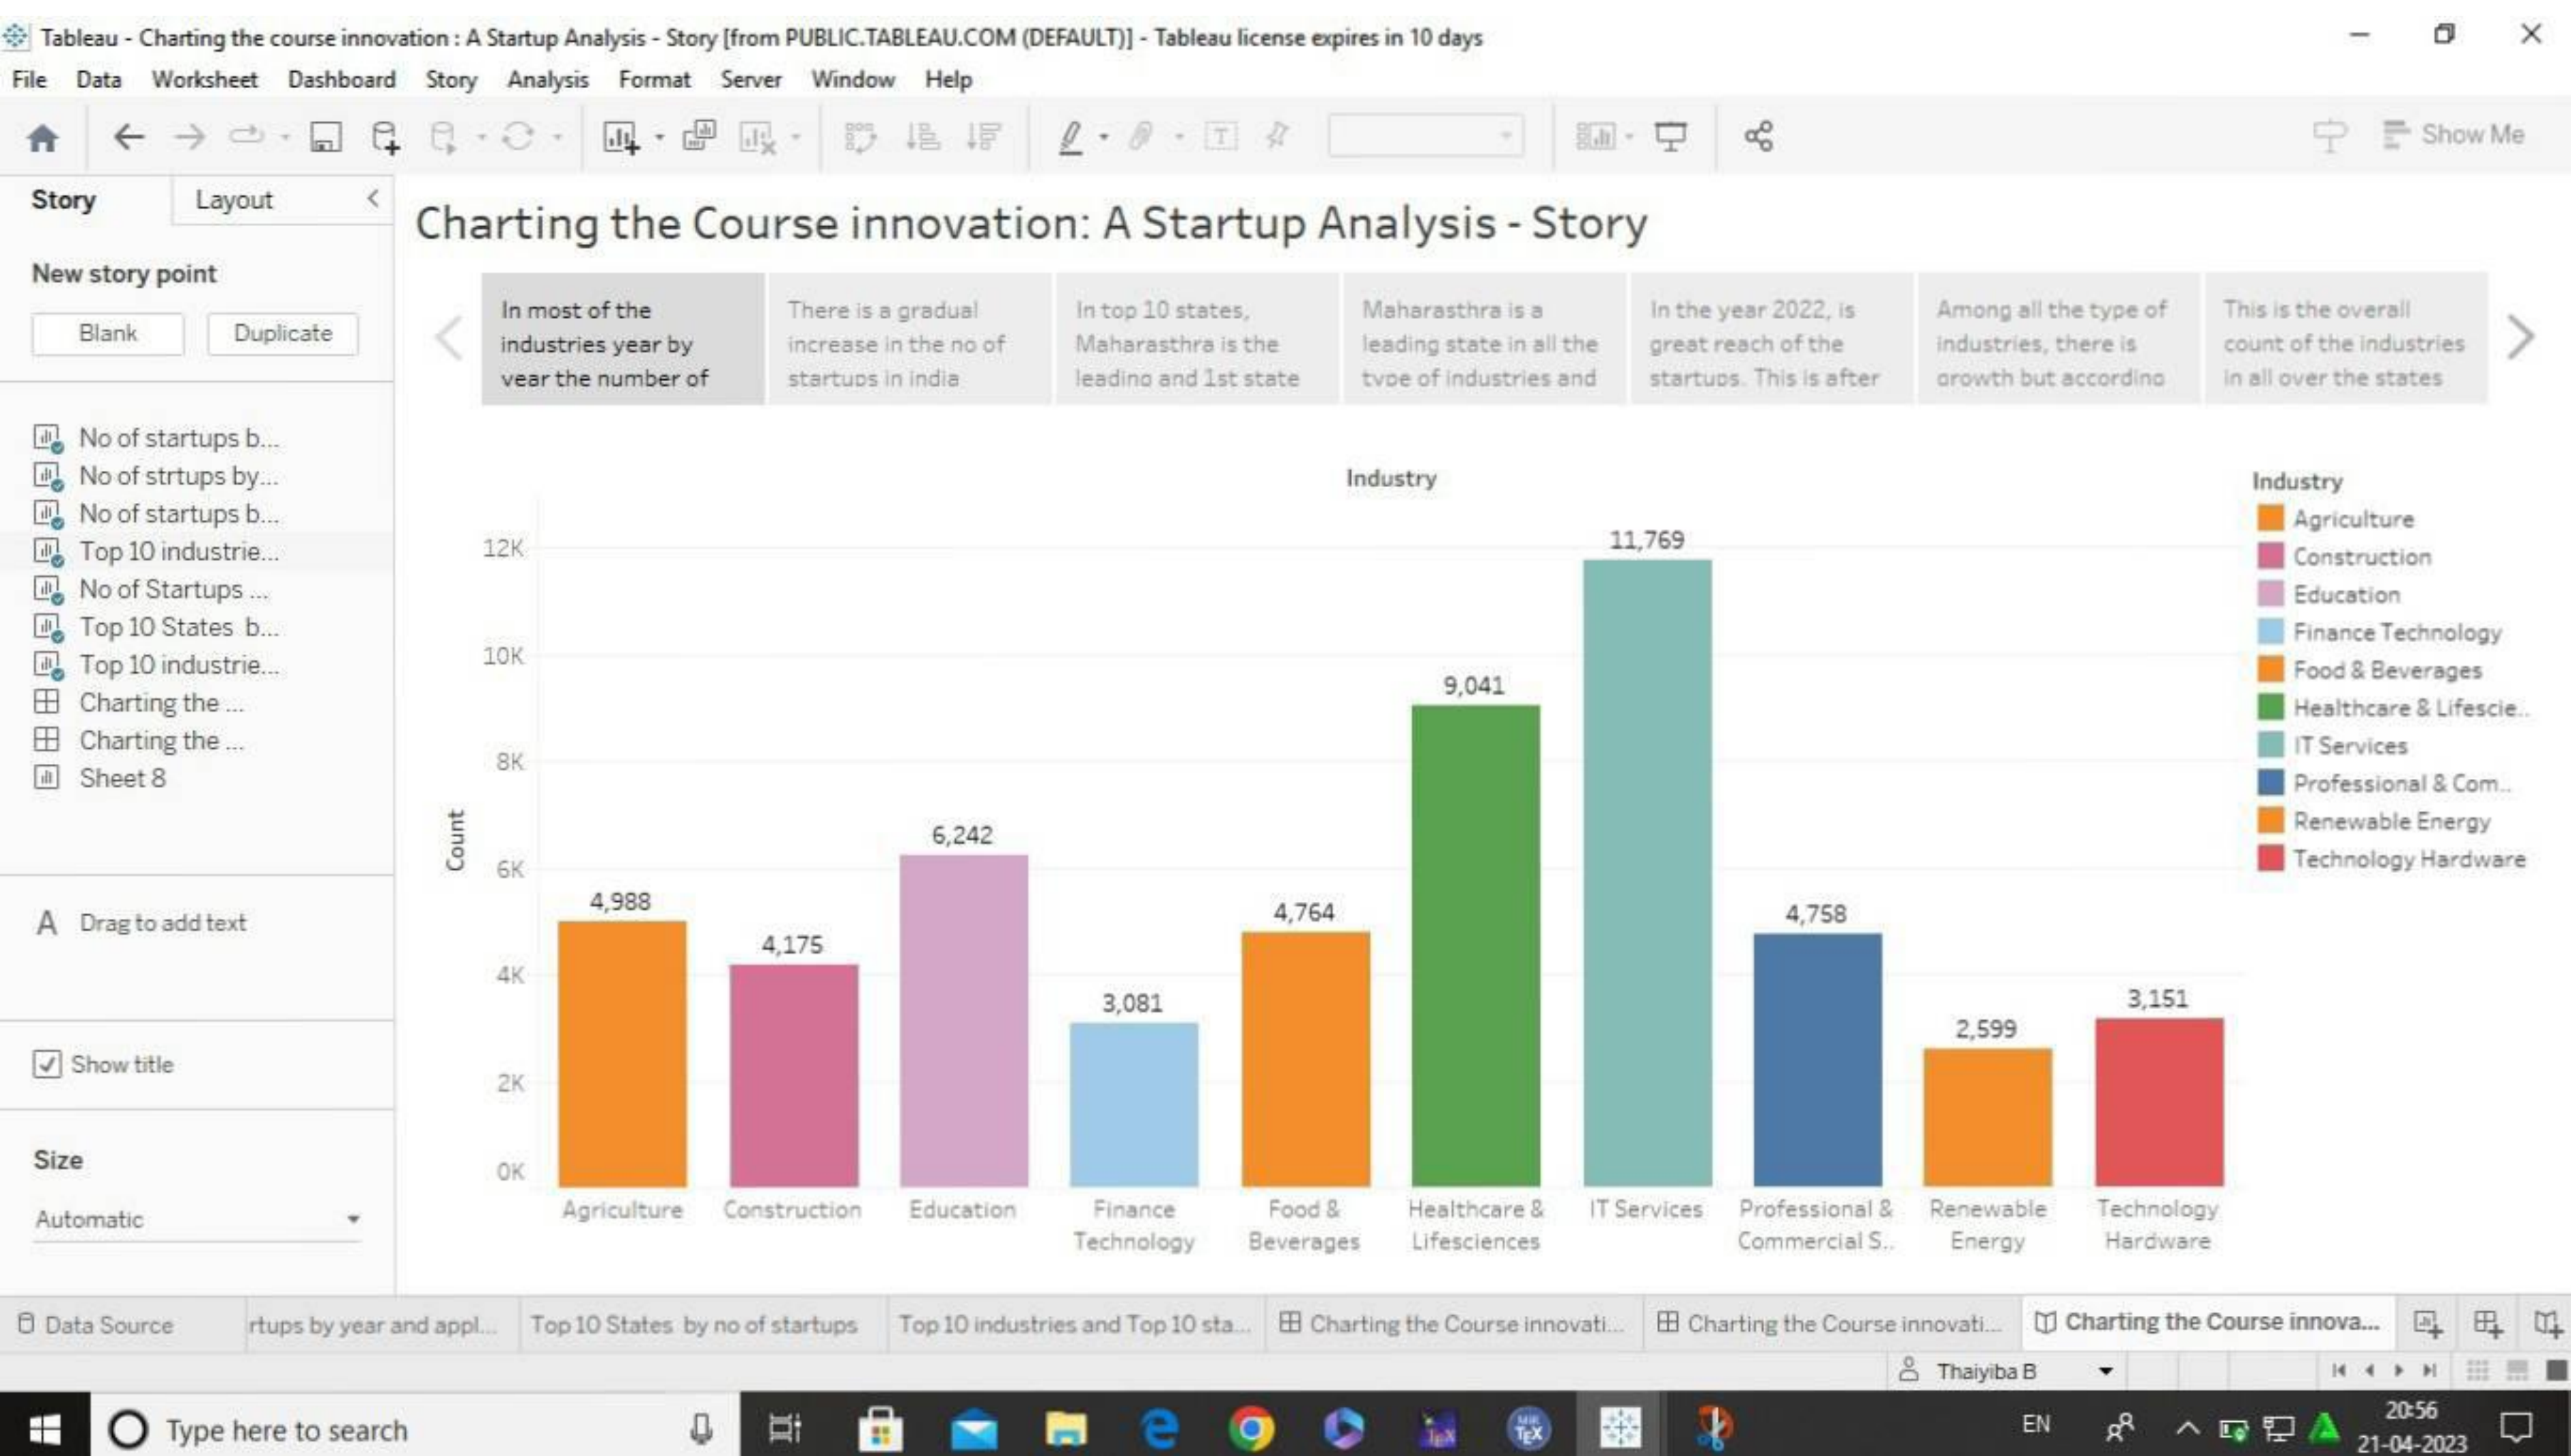 Tableau - Charting the course innovation : A Startup Analysis - Story [from PUBLIC.TABLEAU.COM (DEFAULT)] - Tableau license expires in 10 days
File Data Worksheet Dashboard Story Analysis Format Server Window Help
Show Me
Story Layout
Charting the Course innovation: A Startup Analysis - Story
New story point
Blank Duplicate
In most of the
industries year by
year the number of
There is a gradual
increase in the no of
startups in india
In top 10 states,
Maharasthra is the
leading and 1st state
Maharasthra is a
leading state in all the
type of industries and
In the year 2022, is
great reach of the
startups. This is after
Among all the type of
industries, there is
growth but according
This is the overall
count of the industries
in all over the states
No of startups b...
No of strtups by...
No of startups b...
Top 10 industrie...
No of Startups ...
Top 10 States b...
Top 10 industrie...
Charting the ...
Charting the ...
Sheet 8
A Drag to add text
Show title
Size
Automatic
Industry
Count
12K
10K
8K
6K
4K
2K
0K
4,988
4,175
6,242
3,081
4,764
9,041
11,769
4,758
2,599
3,151
Agriculture
Construction
Education
Finance
Technology
Food &
Beverages
Healthcare &
Lifesciences
IT Services
Professional &
Commercial S..
Renewable
Energy
Technology
Hardware
Industry
Agriculture
Construction
Education
Finance Technology
Food & Beverages
Healthcare & Lifescie..
IT Services
Professional & Com..
Renewable Energy
Technology Hardware
Data Source rtups by year and appl... Top 10 States by no of startups Top 10 industries and Top 10 sta... Charting the Course innovati... Charting the Course innovati... Charting the Course innova...
Thaiyiba B
Type here to search
EN
20:56
21-04-2023